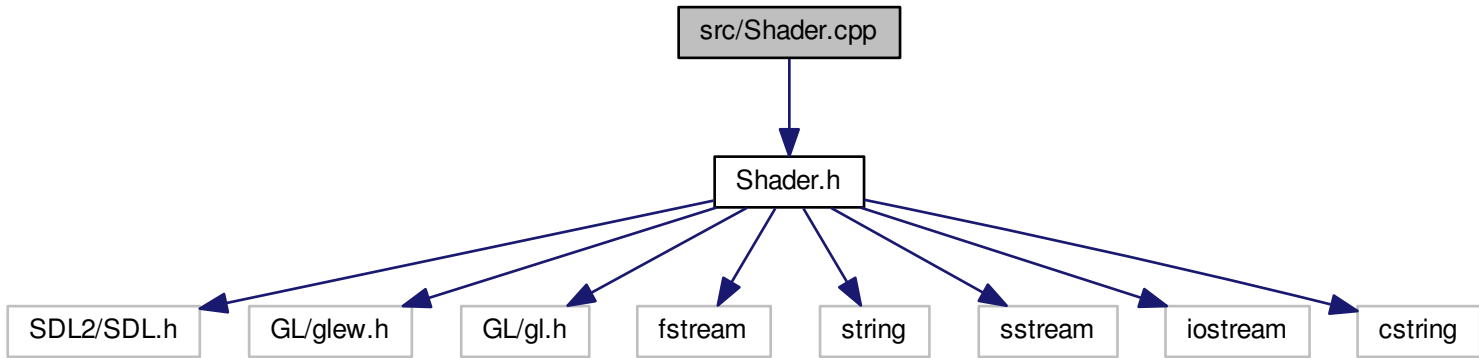 src/Shader.cpp
Shader.h
SDL2/SDL.h
GL/glew.h
GL/gl.h
fstream
string
sstream
iostream
cstring